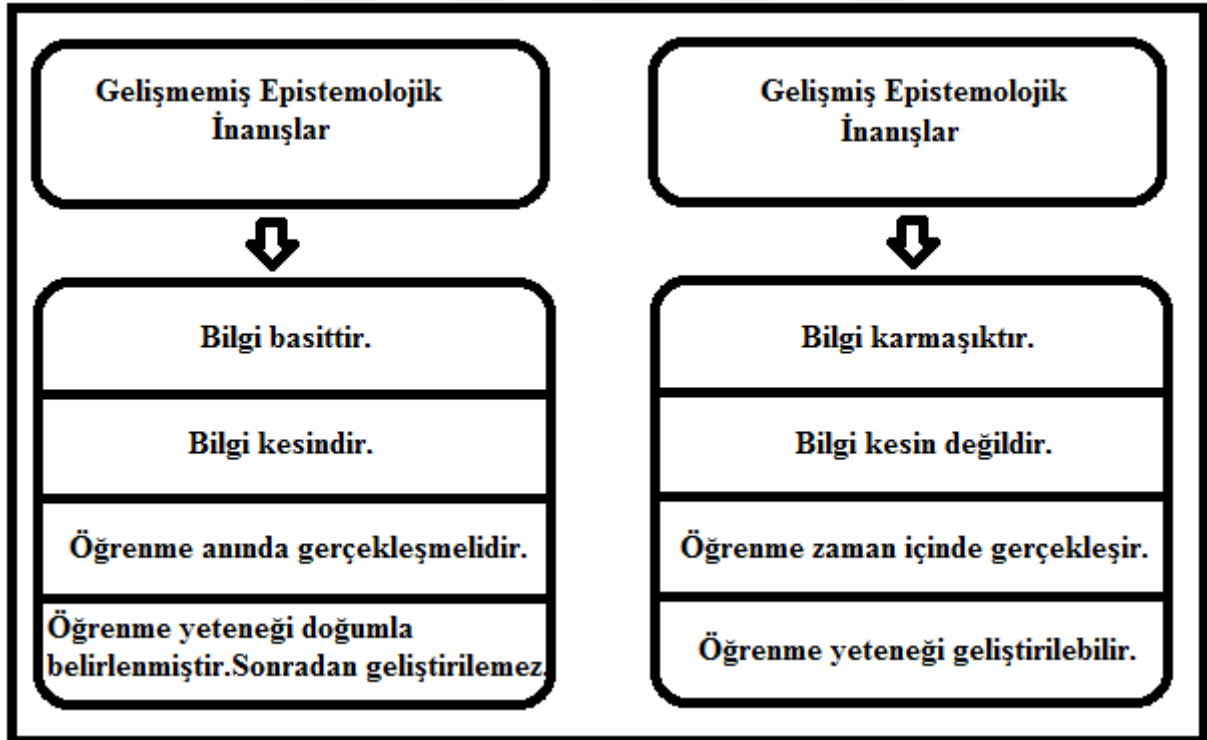 Gelişmemiş Epistemolojik
İnanışlar
Bilgi basittir.
Bilgi kesindir.
Öğrenme anında gerçekleşmelidir.
Öğrenme yeteneği doğumla
belirlenmiştir.Sonradan geliştirilemez.
Gelişmiş Epistemolojik
İnanışlar
Bilgi karmaşıktır.
Bilgi kesin değildir.
Öğrenme zaman içinde gerçekleşir.
Öğrenme yeteneği geliştirilebilir.